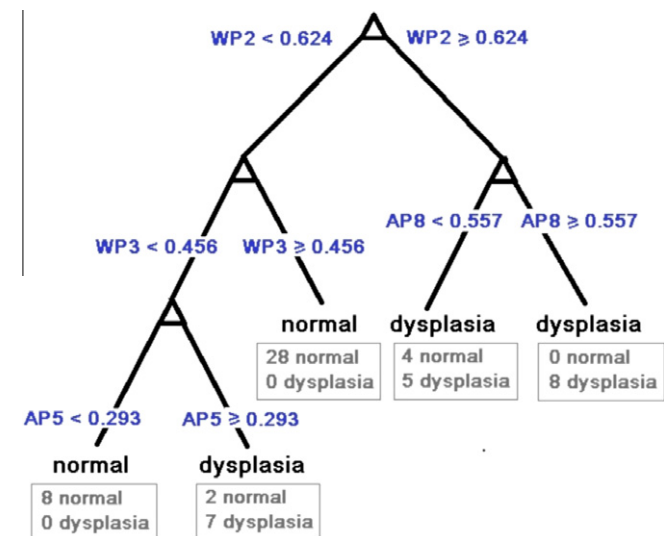 WP2 < 0.624 WP2 ⩾ 0.624
AP8 < 0.557 AP8 ⩾ 0.557
WP3 < 0.456 WP3 ⩾ 0.456
normal dysplasia dysplasia
28 normal 4 normal 0 normal
0 dysplasia 5 dysplasia 8 dysplasia
AP5 < 0.293 AP5 ⩾ 0.293
normal dysplasia
8 normal 2 normal
0 dysplasia 7 dysplasia